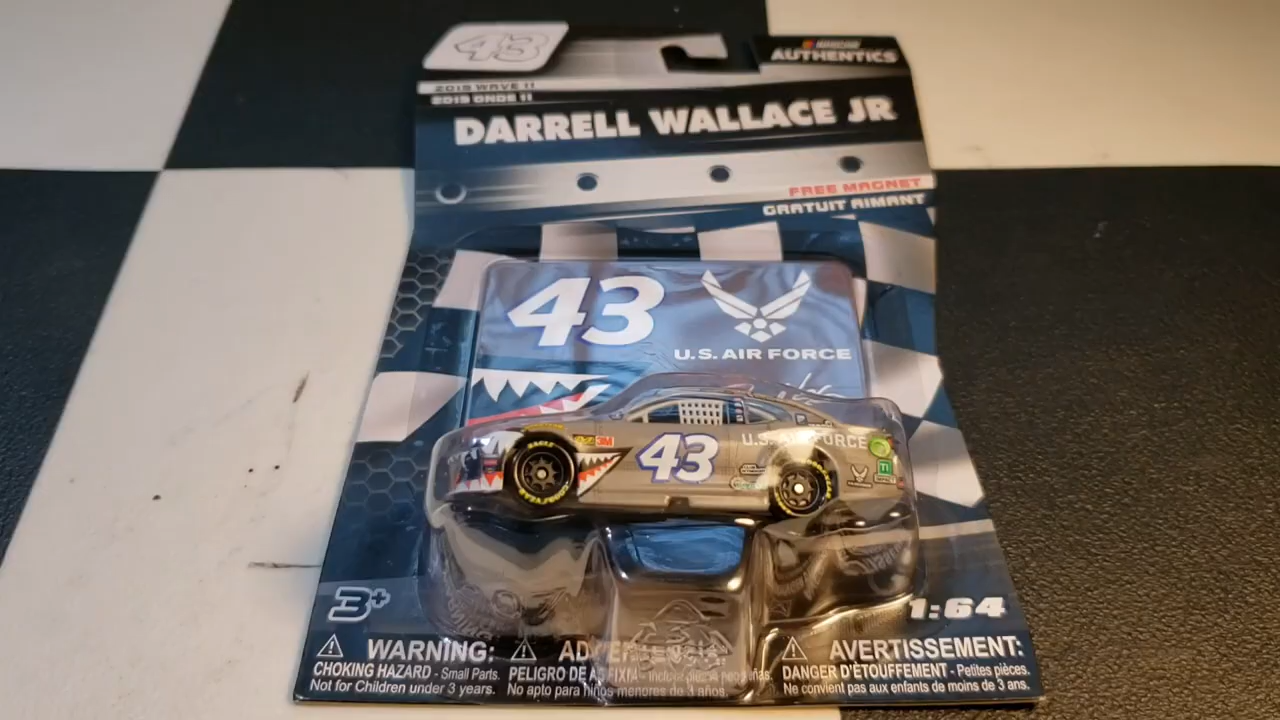 43
NASCAR
AUTHENTICS
2019 WAVE 11
2019 ONDE 11
DARRELL WALLACE JR
FREE MAGNET
GRATUIT AIMANT
43
U.S. AIR FORCE
3M
EAGLE
GOODYEAR
43
U.S. AIR FORCE
3+
1:64
WARNING:
CHOKING HAZARD - Small Parts.
Not for Children under 3 years.
PELIGRO DE ASFIXIA
No apto para niños menores de 3 años.
AVERTISSEMENT:
DANGER D'ÉTOUFFEMENT - Petites pièces.
Ne convient pas aux enfants de moins de 3 ans.